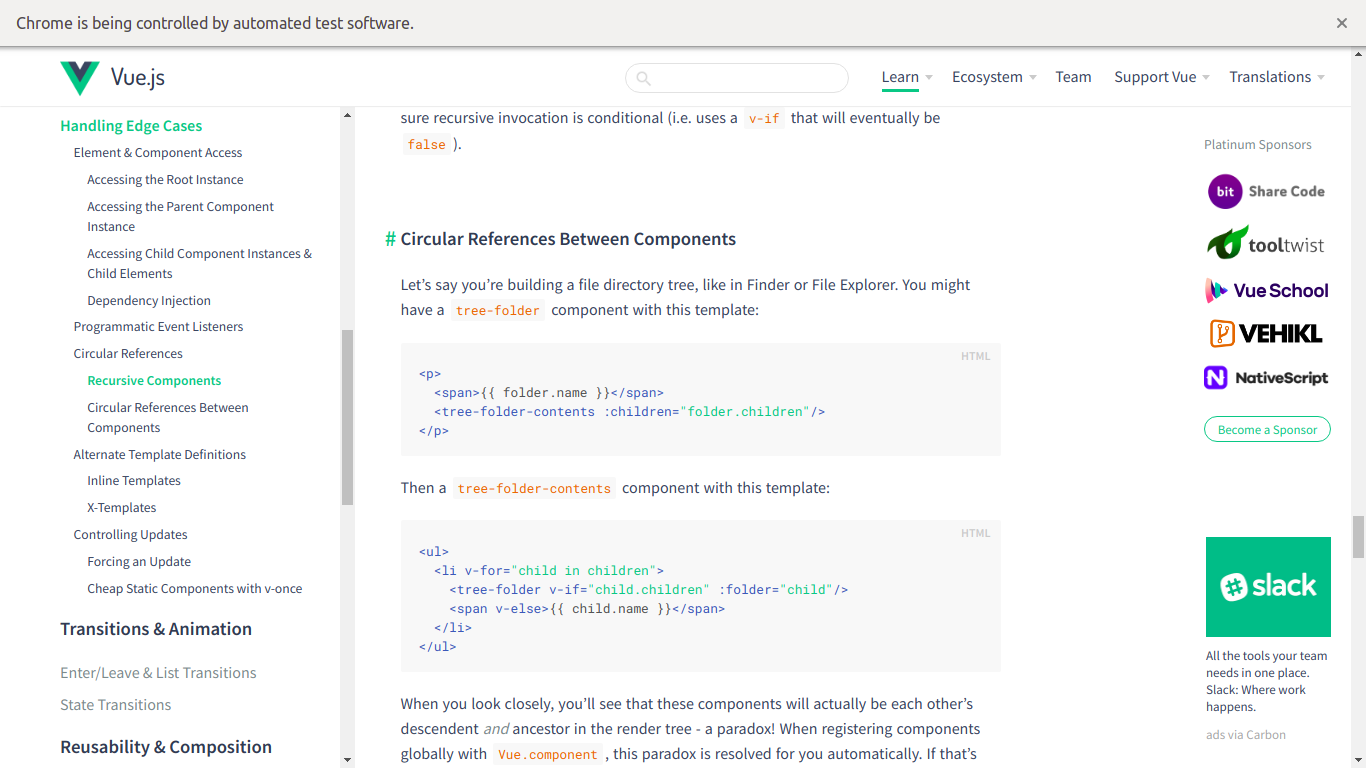 Chrome is being controlled by automated test software.
Vue.js
Learn
Ecosystem
Team
Support Vue
Translations
Handling Edge Cases
Element & Component Access
Accessing the Root Instance
Accessing the Parent Component
Instance
Accessing Child Component Instances &
Child Elements
Dependency Injection
Programmatic Event Listeners
Circular References
Recursive Components
Circular References Between
Components
Alternate Template Definitions
Inline Templates
X-Templates
Controlling Updates
Forcing an Update
Cheap Static Components with v-once
Transitions & Animation
Enter/Leave & List Transitions
State Transitions
Reusability & Composition
sure recursive invocation is conditional (i.e. uses a v-if that will eventually be
false ).
# Circular References Between Components
Let’s say you’re building a file directory tree, like in Finder or File Explorer. You might
have a tree-folder component with this template:
HTML
<p>
  <span>{{ folder.name }}</span>
  <tree-folder-contents :children="folder.children"/>
</p>
Then a tree-folder-contents component with this template:
HTML
<ul>
  <li v-for="child in children">
    <tree-folder v-if="child.children" :folder="child"/>
    <span v-else>{{ child.name }}</span>
  </li>
</ul>
When you look closely, you’ll see that these components will actually be each other’s
descendent and ancestor in the render tree - a paradox! When registering components
globally with Vue.component , this paradox is resolved for you automatically. If that’s
Platinum Sponsors
bit Share Code
tooltwist
Vue School
VEHIKL
N NativeScript
Become a Sponsor
slack
All the tools your team
needs in one place.
Slack: Where work
happens.
ads via Carbon